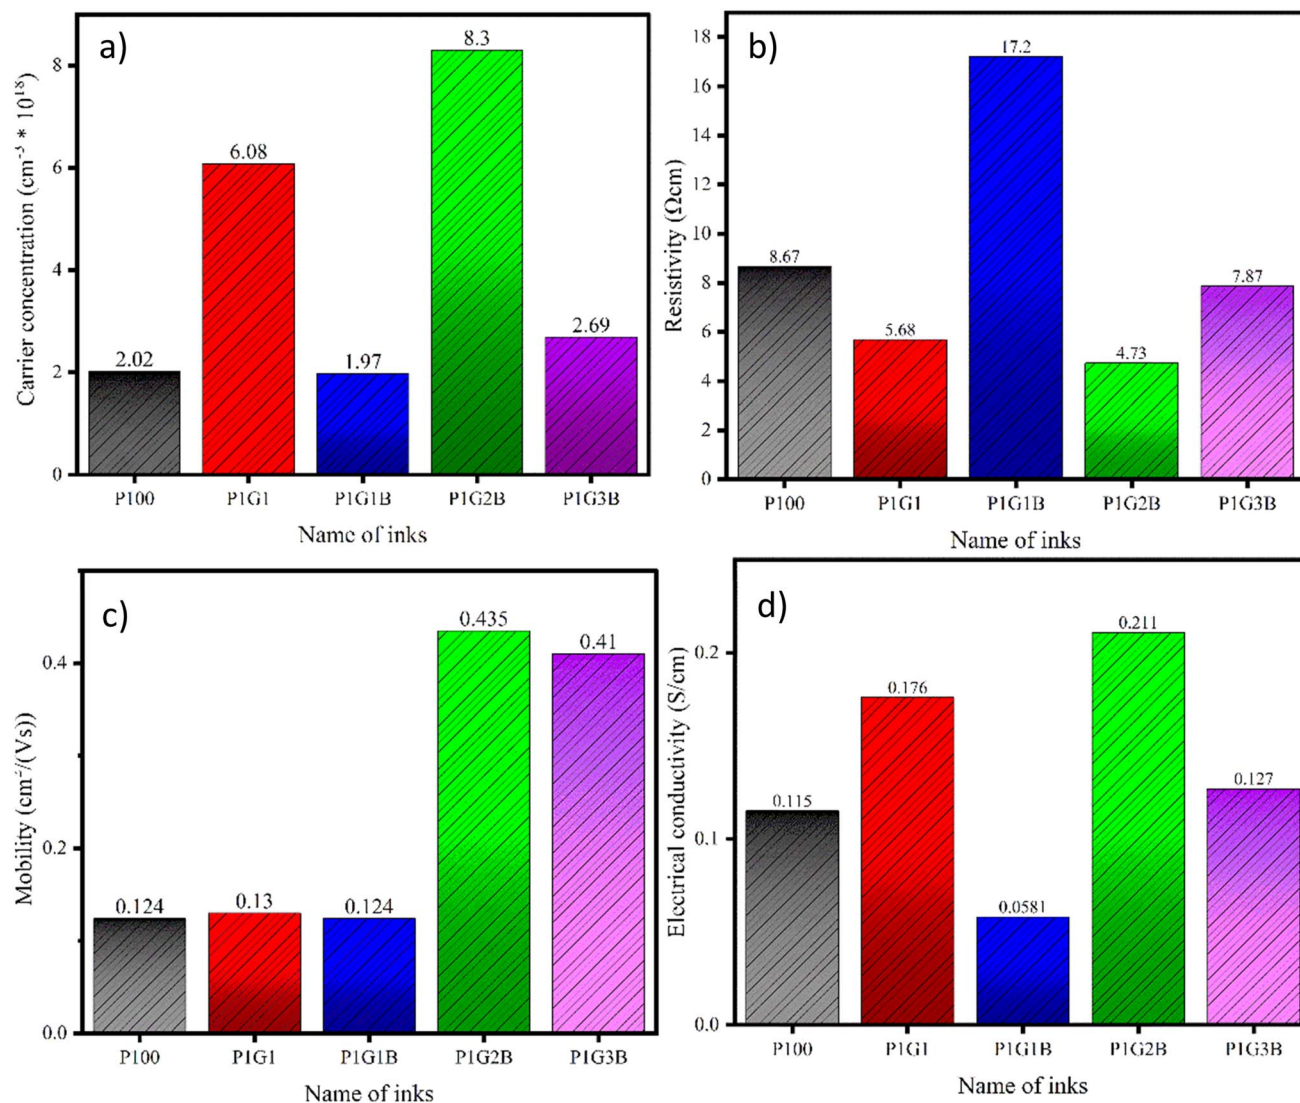 a)
Carrier concentration (cm⁻³ * 10¹⁸)
8
6
4
2
0
2.02
6.08
1.97
8.3
2.69
P100 P1G1 P1G1B P1G2B P1G3B
Name of inks
b)
Resistivity (Ωcm)
18
16
14
12
10
8
6
4
2
0
8.67
5.68
17.2
4.73
7.87
P100 P1G1 P1G1B P1G2B P1G3B
Name of inks
c)
Mobility (cm²/(Vs))
0.4
0.2
0.0
0.124
0.13
0.124
0.435
0.41
P100 P1G1 P1G1B P1G2B P1G3B
Name of inks
d)
Electrical conductivity (S/cm)
0.2
0.1
0.0
0.115
0.176
0.0581
0.211
0.127
P100 P1G1 P1G1B P1G2B P1G3B
Name of inks